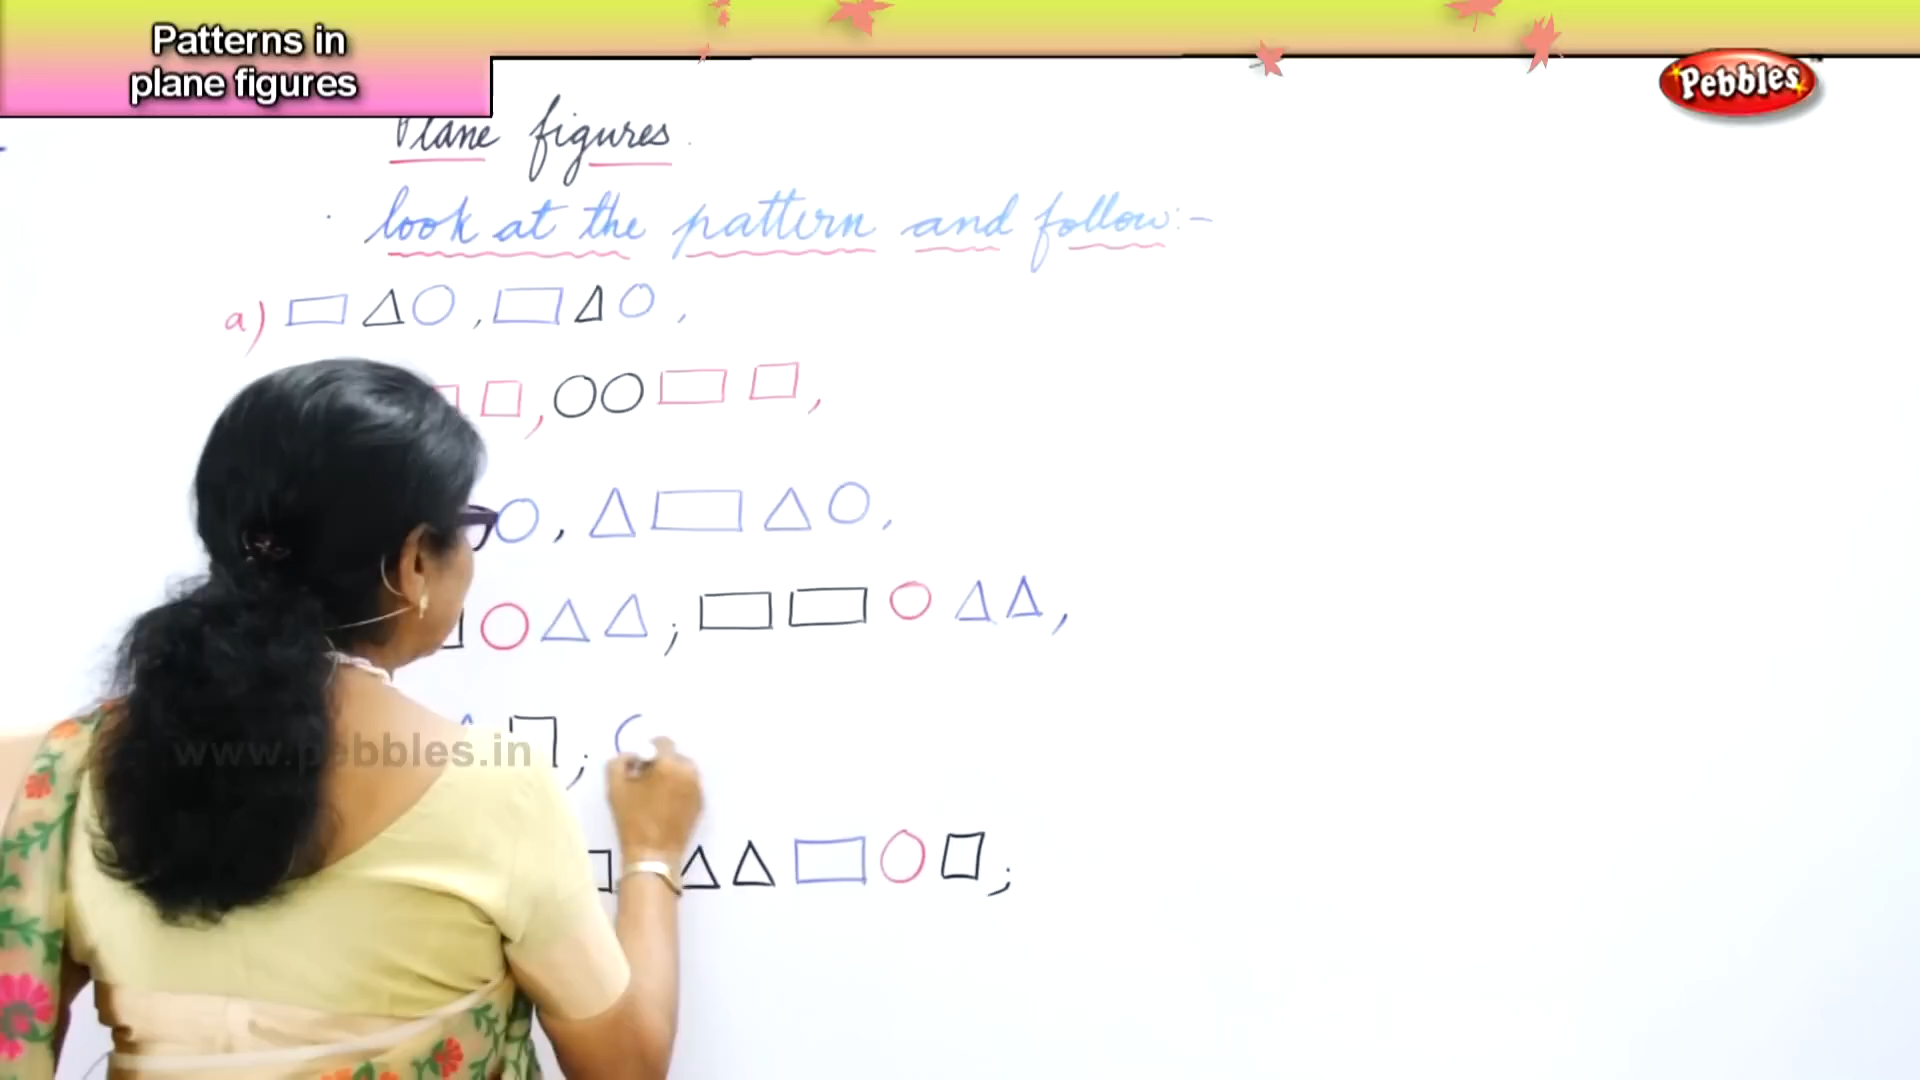 Patterns in
plane figures
Pebbles
Plane figures.
look at the pattern and follow:-
a)
www.pebbles.in